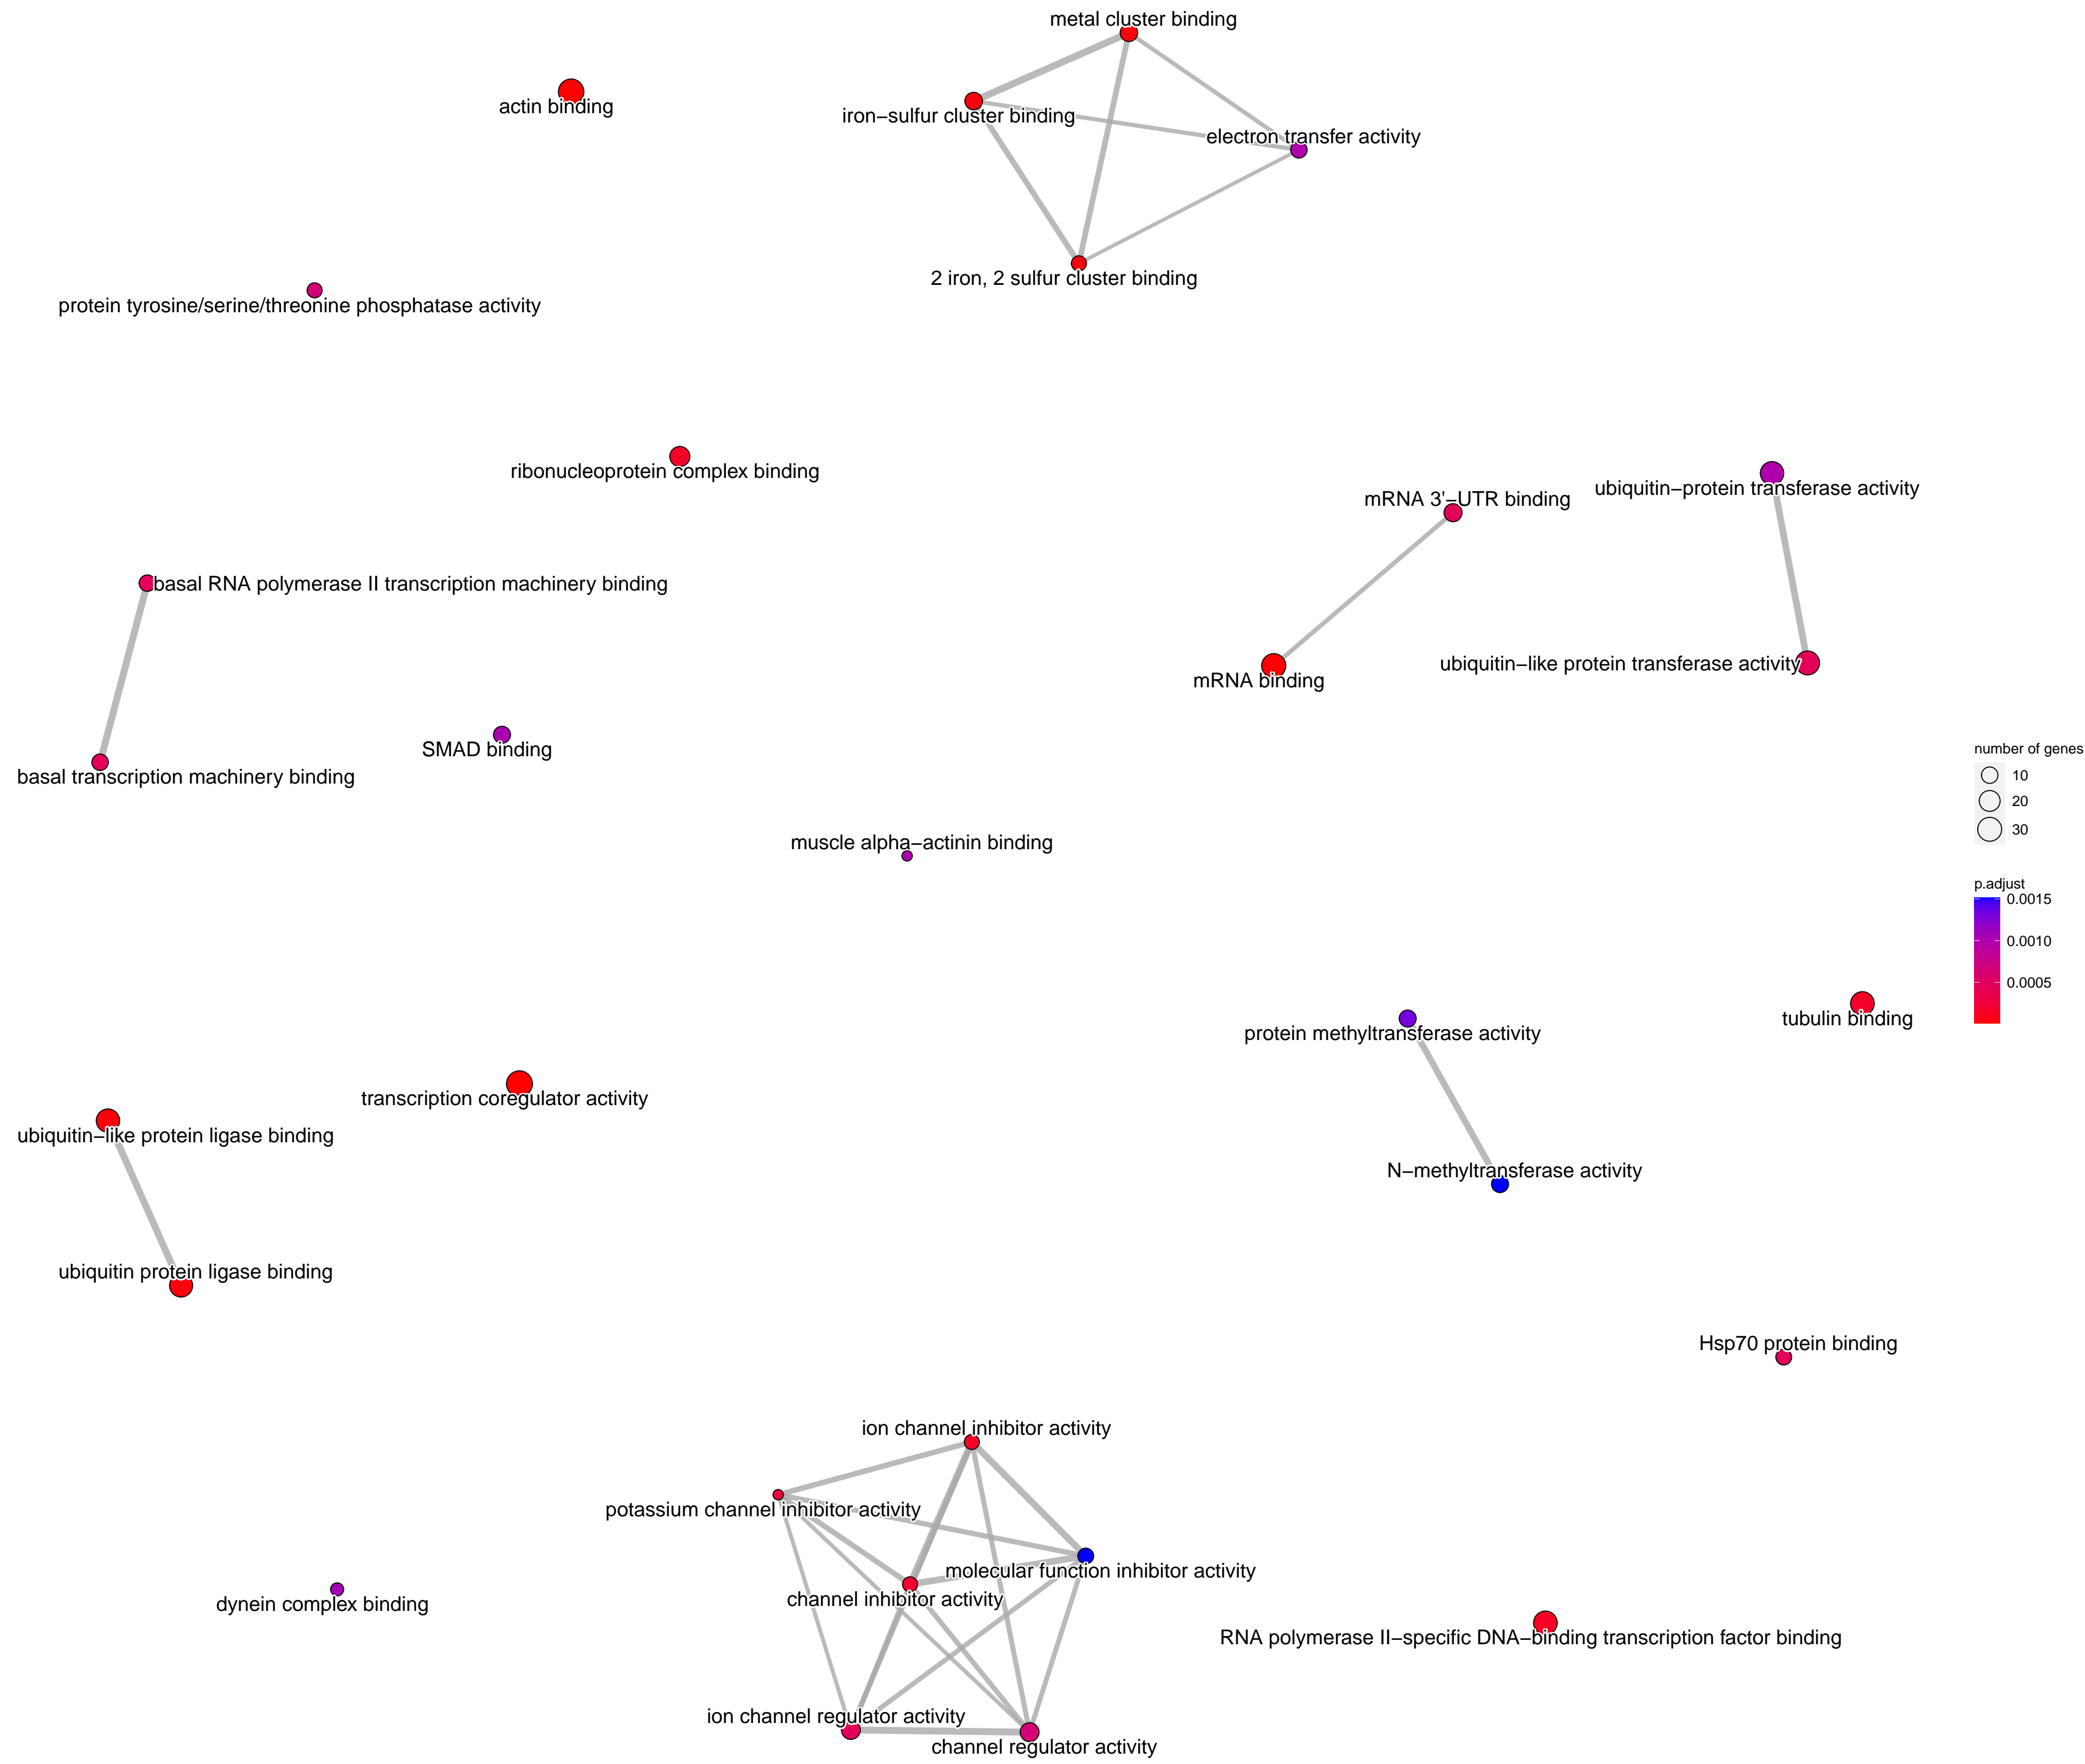 metal cluster binding
actin binding
iron−sulfur cluster binding
electron transfer activity
2 iron, 2 sulfur cluster binding
protein tyrosine/serine/threonine phosphatase activity
ribonucleoprotein complex binding
ubiquitin−protein transferase activity
mRNA 3'−UTR binding
basal RNA polymerase II transcription machinery binding
ubiquitin−like protein transferase activity
mRNA binding
SMAD binding
basal transcription machinery binding
number of genes
10
20
30
muscle alpha−actinin binding
p.adjust
0.0015
0.0010
0.0005
tubulin binding
protein methyltransferase activity
transcription coregulator activity
ubiquitin−like protein ligase binding
N−methyltransferase activity
ubiquitin protein ligase binding
Hsp70 protein binding
ion channel inhibitor activity
potassium channel inhibitor activity
molecular function inhibitor activity
channel inhibitor activity
dynein complex binding
RNA polymerase II−specific DNA−binding transcription factor binding
ion channel regulator activity
channel regulator activity